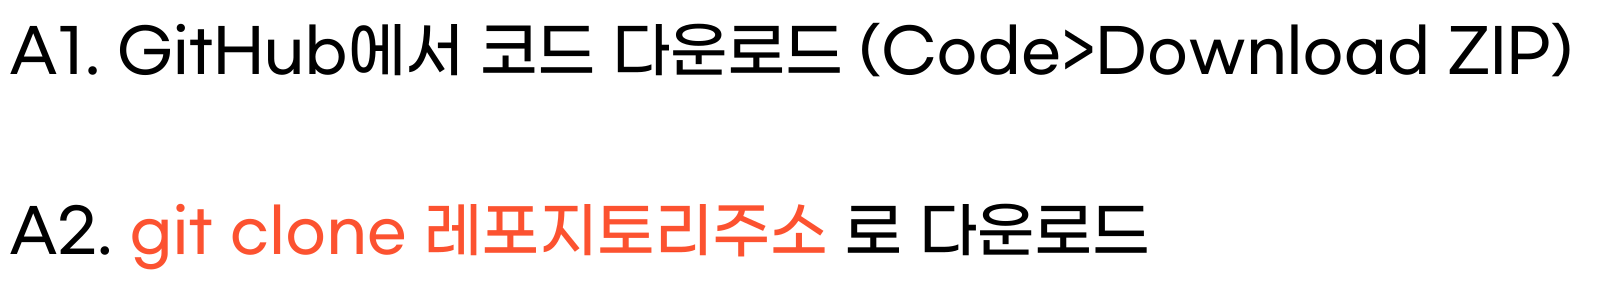 A1. GitHub에서 코드 다운로드 (Code>Download ZIP)
A2. git clone 레포지토리주소 로 다운로드